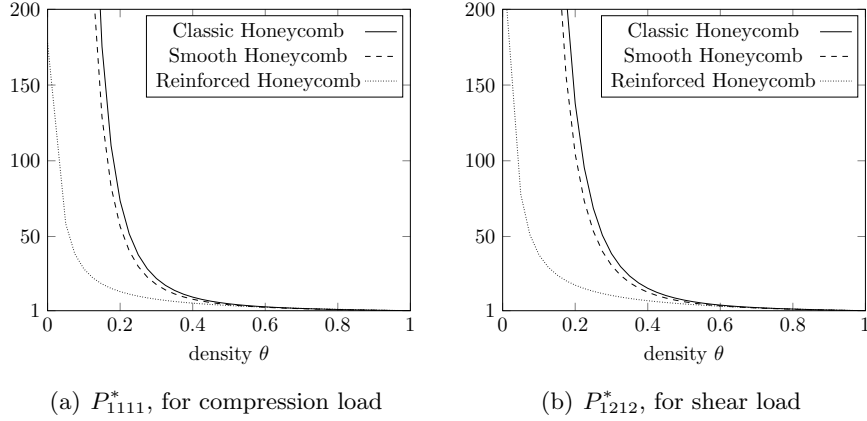 200
150
100
50
1
0
0.2
0.4
0.6
0.8
1
density θ
Classic Honeycomb
Smooth Honeycomb
Reinforced Honeycomb
(a) P*1111, for compression load
200
150
100
50
1
0
0.2
0.4
0.6
0.8
1
density θ
Classic Honeycomb
Smooth Honeycomb
Reinforced Honeycomb
(b) P*1212, for shear load